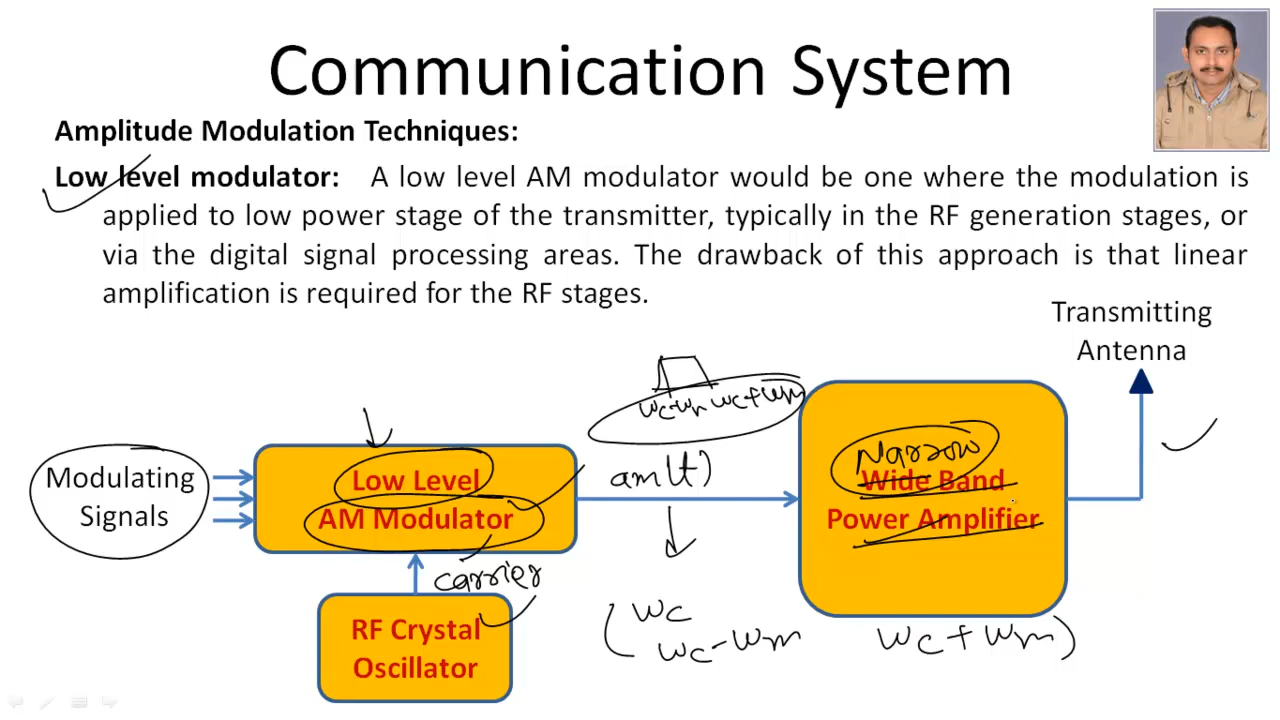 Communication System
Amplitude Modulation Techniques:
Low level modulator: A low level AM modulator would be one where the modulation is
applied to low power stage of the transmitter, typically in the RF generation stages, or
via the digital signal processing areas. The drawback of this approach is that linear
amplification is required for the RF stages.
Transmitting
Antenna
Modulating
Signals
Low Level
AM Modulator
carrier
RF Crystal
Oscillator
wc-wm wc+wm
am(t)
wc
wc-wm wc+wm)
Narrow
Wide Band
Power Amplifier